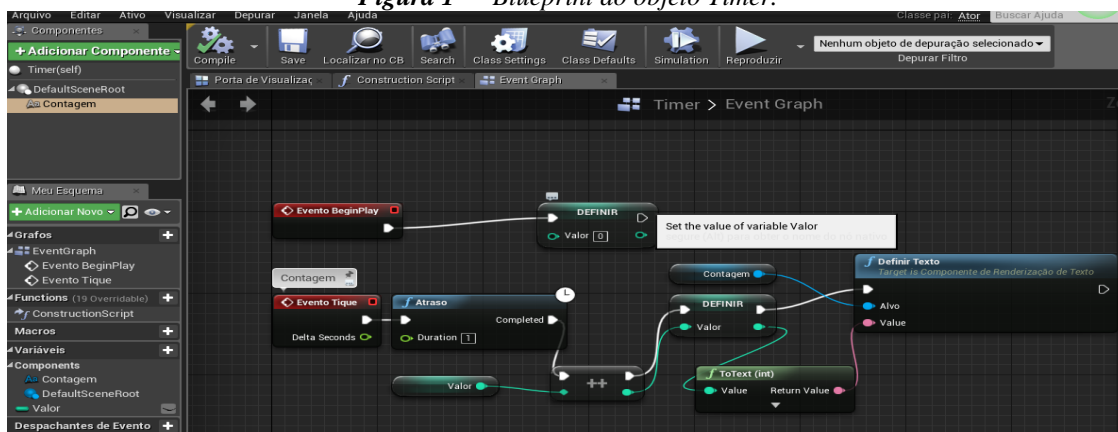 Figura 1 – Blueprint do objeto Timer.
Arquivo Editar Ativo Visualizar Depurar Janela Ajuda
Classe pai: Ator Buscar Ajuda
Componentes
+Adicionar Componente
Timer(self)
DefaultSceneRoot
Contagem
Compile Save Localizar no CB Search Class Settings Class Defaults Simulation Reproduzir
Nenhum objeto de depuração selecionado
Depurar Filtro
Porta de Visualizaç Construction Script Event Graph
Timer > Event Graph
Meu Esquema
+ Adicionar Novo
Grafos
EventGraph
Evento BeginPlay
Evento Tique
Functions (19 Overridable)
ConstructionScript
Macros
Variáveis
Components
Contagem
DefaultSceneRoot
Valor
Despachantes de Evento
Evento BeginPlay
DEFINIR
Valor 0
Set the value of variable Valor
Contagem
Evento Tique
Delta Seconds
Atraso
Completed
Duration 1
Valor
++
Contagem
DEFINIR
Valor
ToText (int)
Value Return Value
Definir Texto
Target is Componente de Renderização de Texto
Alvo
Value